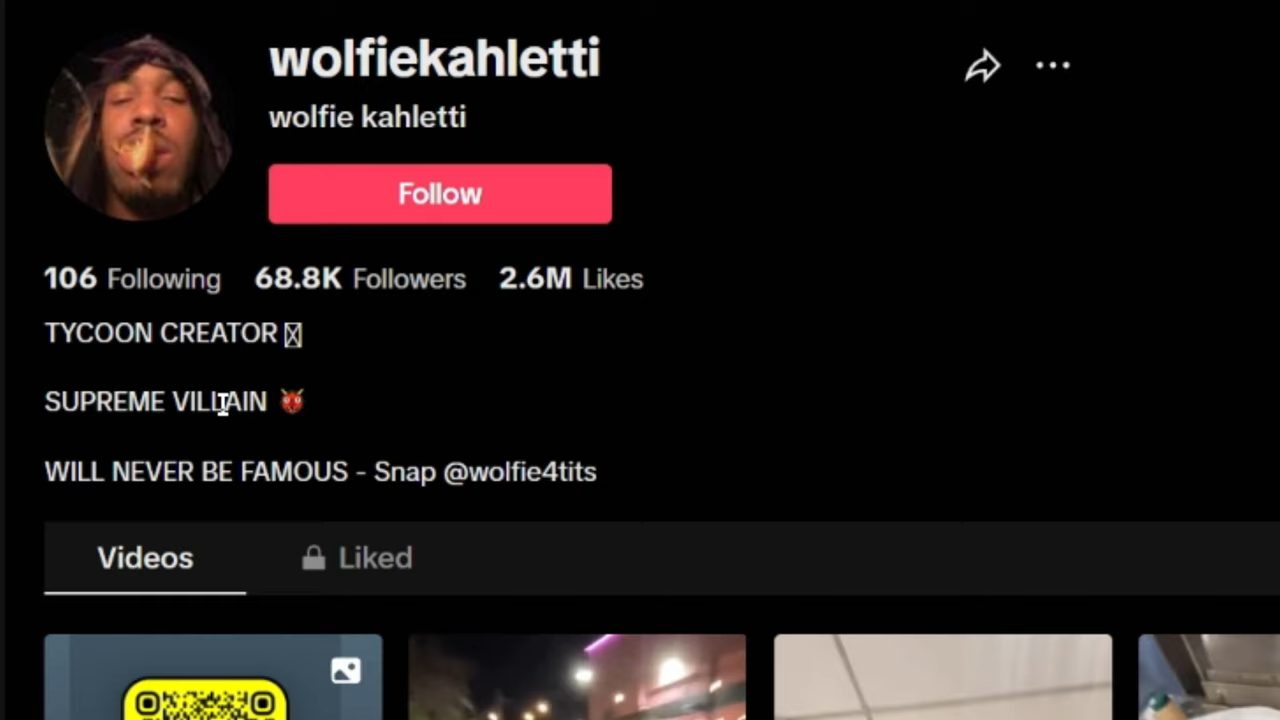 wolfiekahletti
wolfie kahletti
Follow
106 Following 68.8K Followers 2.6M Likes
TYCOON CREATOR
SUPREME VILLAIN 👹
WILL NEVER BE FAMOUS - Snap @wolfie4tits
Videos Liked